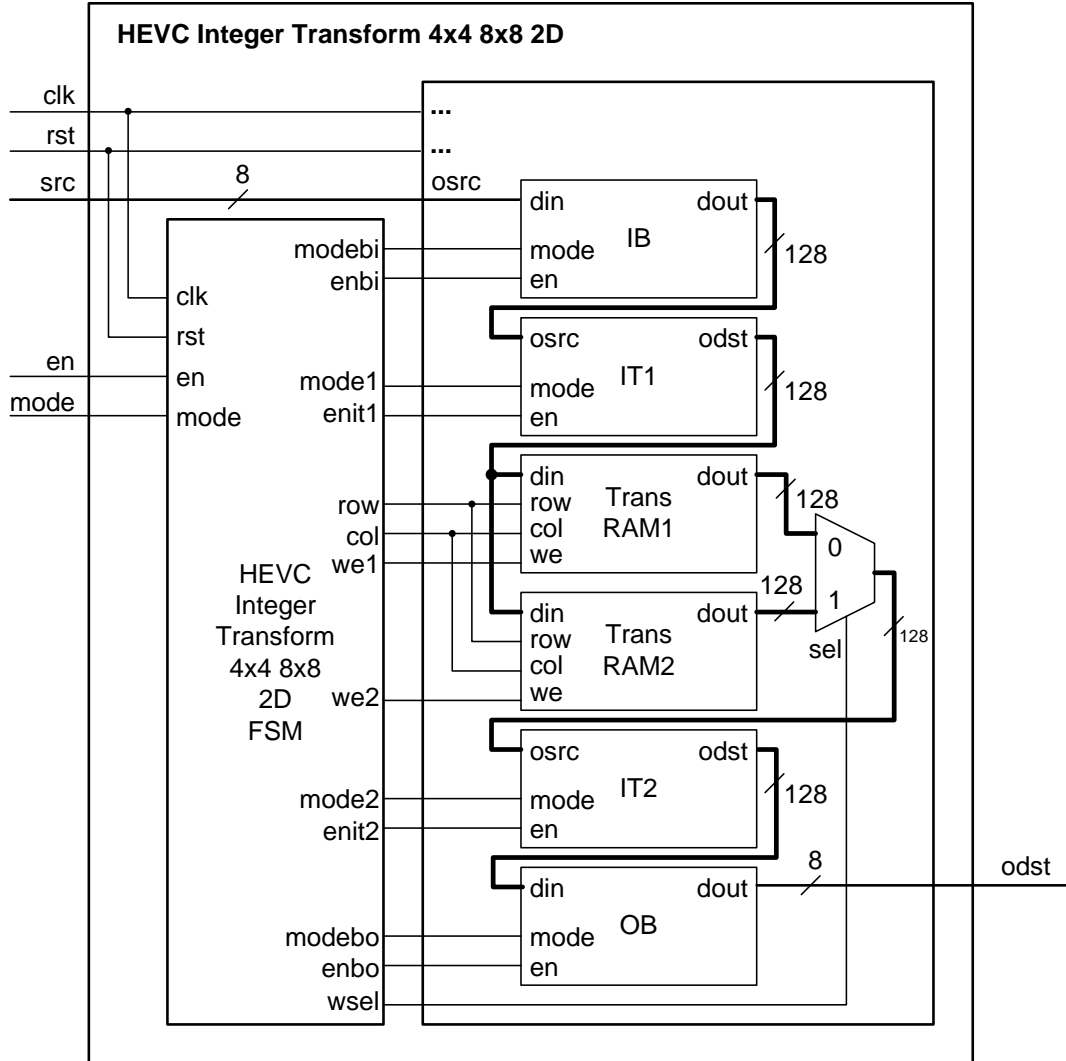 HEVC Integer Transform 4x4 8x8 2D
clk
...
rst
...
src
8
osrc
din
dout
IB
modebi
mode
128
enbi
en
clk
rst
osrc
odst
en
en
IT1
mode1
mode
128
mode
mode
enit1
en
din
dout
row
row
Trans
128
col
col
RAM1
we1
we
0
HEVC
Integer
Transform
4x4 8x8
2D
FSM
din
dout
128
1
row
Trans
col
RAM2
sel
128
we2
we
osrc
odst
IT2
mode2
mode
128
enit2
en
din
dout
8
odst
OB
modebo
mode
enbo
en
wsel